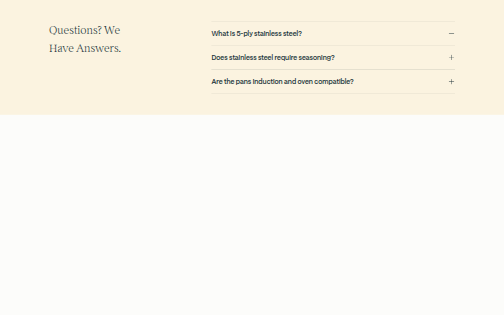 Questions? We
Have Answers.
What is 5-ply stainless steel?
Does stainless steel require seasoning?
Are the pans induction and oven compatible?